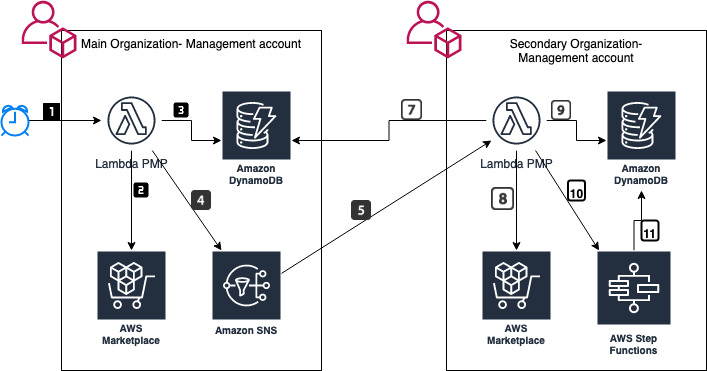 Main Organization- Management account
Secondary Organization-
Management account
1
3
7
9
Lambda PMP
Amazon
DynamoDB
Lambda PMP
Amazon
DynamoDB
2
4
5
8
10
11
AWS
Marketplace
Amazon SNS
AWS
Marketplace
AWS Step
Functions